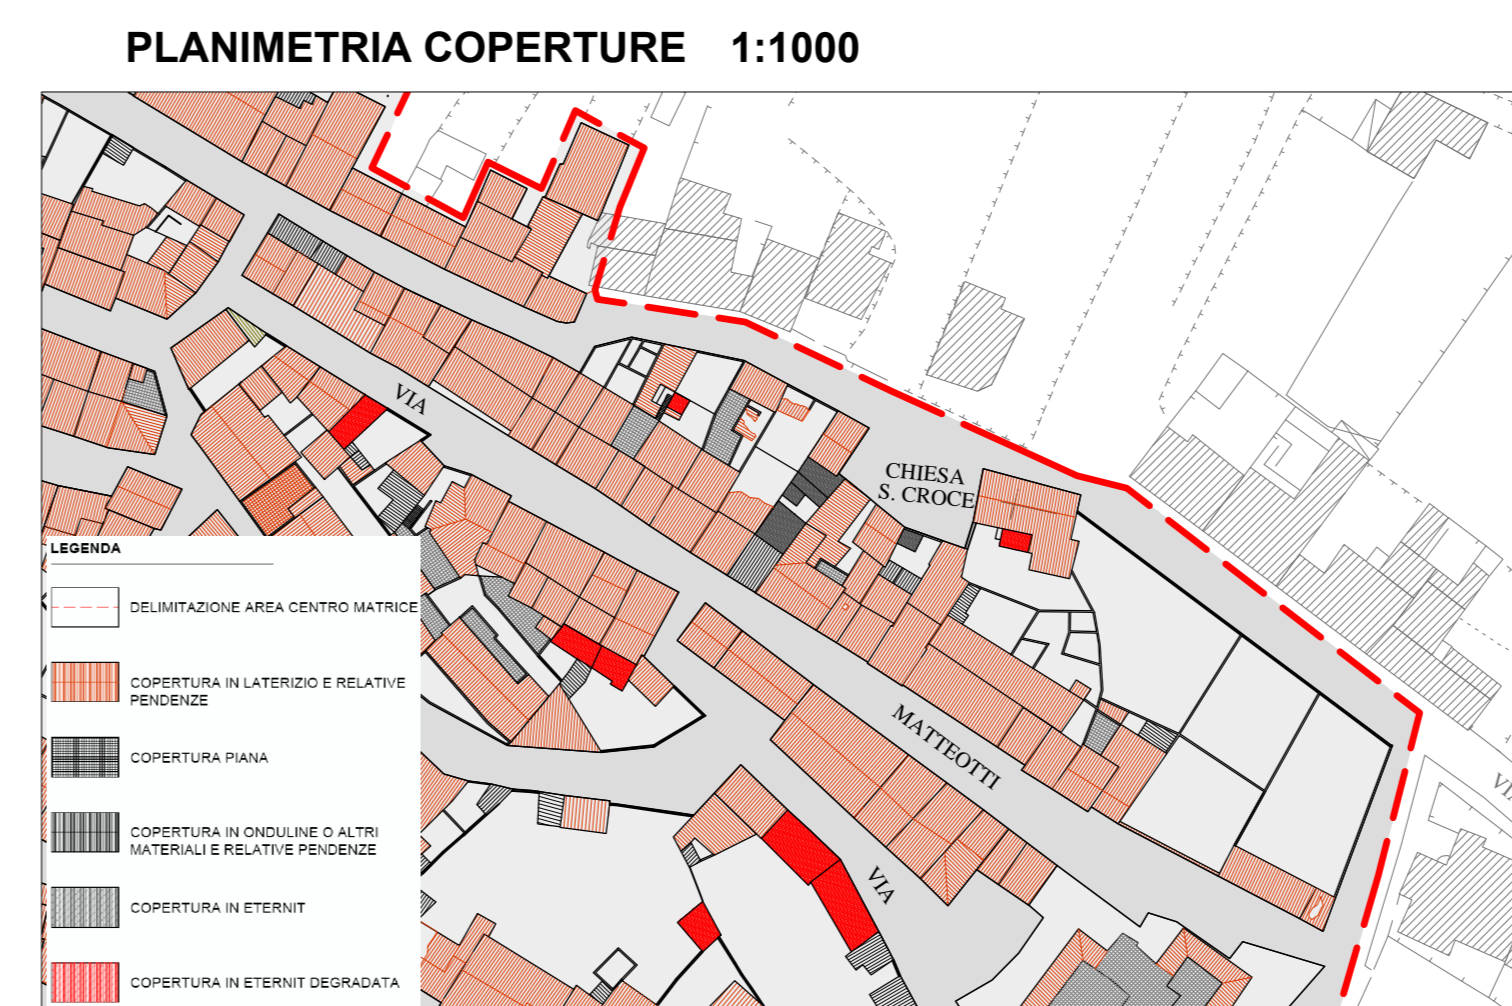 PLANIMETRIA COPERTURE 1:1000
VIA
CHIESA
S. CROCE
MATTEOTTI
VIA
LEGENDA
DELIMITAZIONE AREA CENTRO MATRICE
COPERTURA IN LATERIZIO E RELATIVE
PENDENZE
COPERTURA PIANA
COPERTURA IN ONDULINE O ALTRI
MATERIALI E RELATIVE PENDENZE
COPERTURA IN ETERNIT
COPERTURA IN ETERNIT DEGRADATA